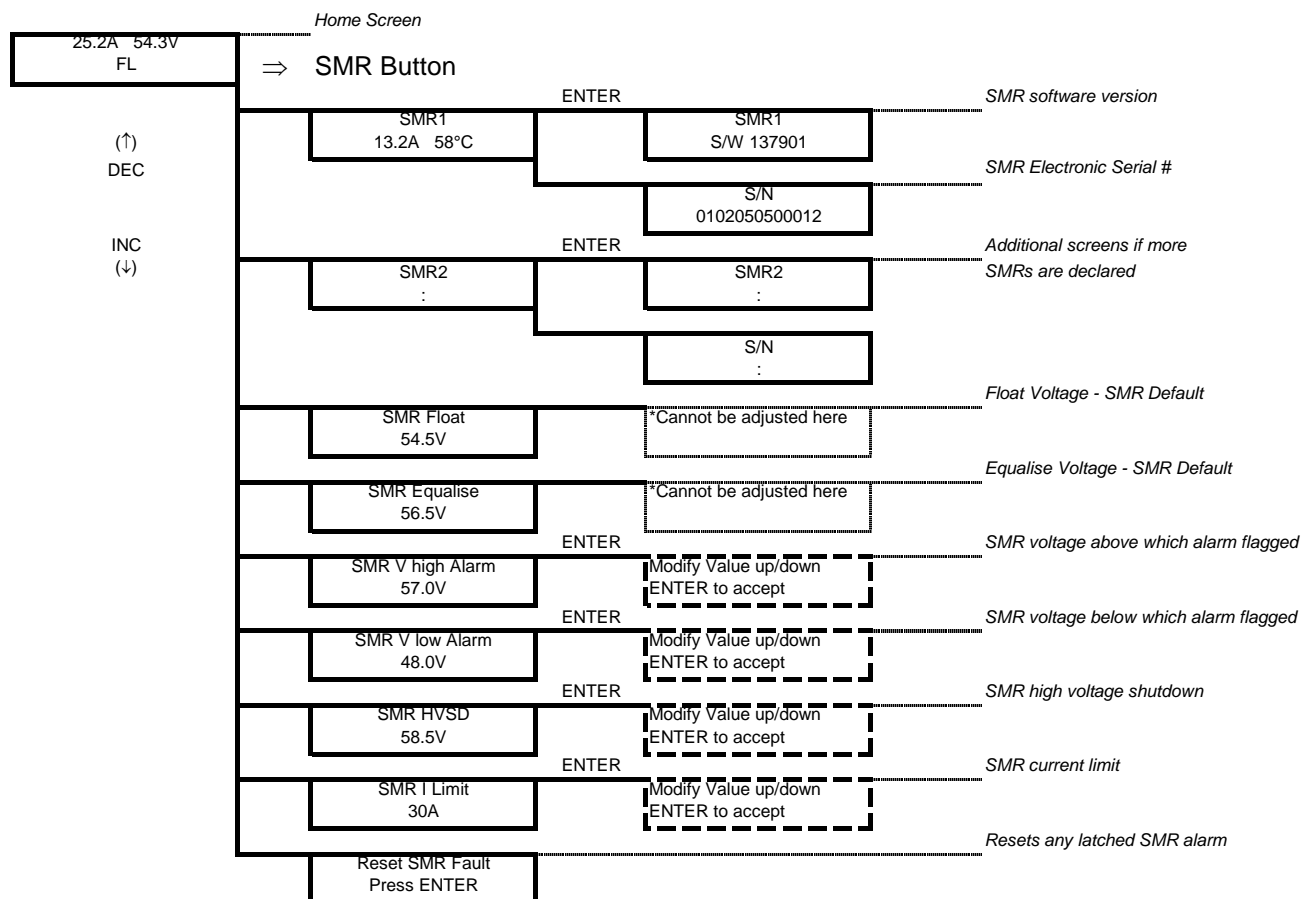 Home Screen
25.2A 54.3V
FL
⇒ SMR Button
ENTER
SMR software version
SMR1
13.2A 58°C
SMR1
S/W 137901
(↑)
DEC
SMR Electronic Serial #
S/N
0102050500012
INC
(↓)
ENTER
Additional screens if more
SMRs are declared
SMR2
:
SMR2
:
S/N
:
Float Voltage - SMR Default
SMR Float
54.5V
*Cannot be adjusted here
Equalise Voltage - SMR Default
SMR Equalise
56.5V
*Cannot be adjusted here
ENTER
SMR voltage above which alarm flagged
SMR V high Alarm
57.0V
Modify Value up/down
ENTER to accept
ENTER
SMR voltage below which alarm flagged
SMR V low Alarm
48.0V
Modify Value up/down
ENTER to accept
ENTER
SMR high voltage shutdown
SMR HVSD
58.5V
Modify Value up/down
ENTER to accept
ENTER
SMR current limit
SMR I Limit
30A
Modify Value up/down
ENTER to accept
Resets any latched SMR alarm
Reset SMR Fault
Press ENTER